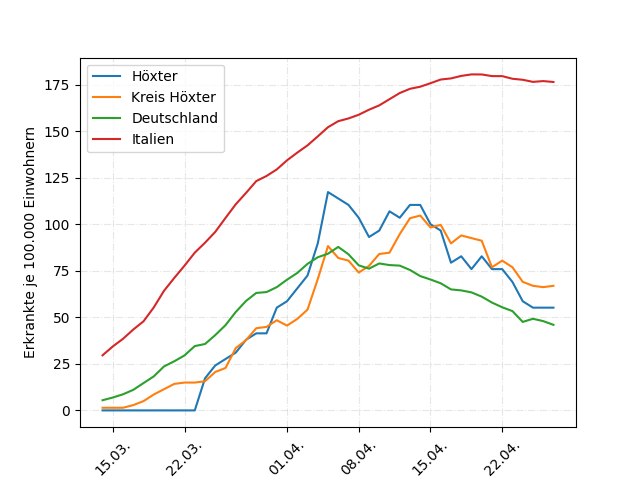 Höxter
Kreis Höxter
Deutschland
Italien
Erkrankte je 100.000 Einwohnern
175
150
125
100
75
50
25
0
15.03.
22.03.
01.04.
08.04.
15.04.
22.04.